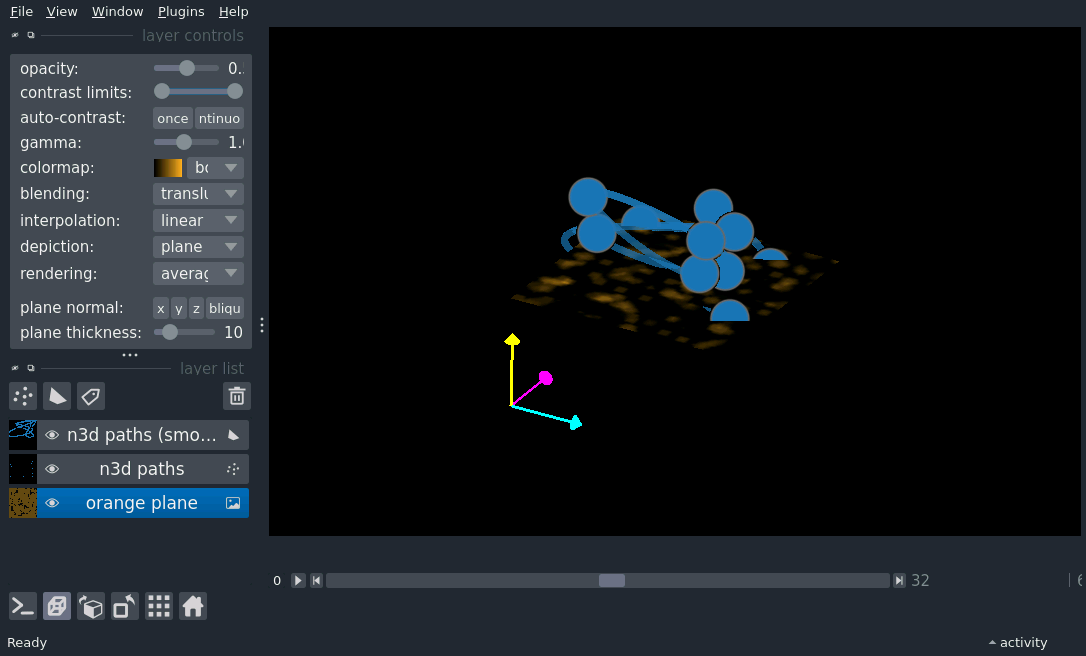 File View Window Plugins Help
layer controls
opacity: 0.
contrast limits:
auto-contrast: once ntinuo
gamma: 1.
colormap:
blending: translu
interpolation: linear
depiction: plane
rendering: averag
plane normal: x y z bliqu
plane thickness: 10
layer list
n3d paths (smo...
n3d paths
orange plane
0 32
Ready activity